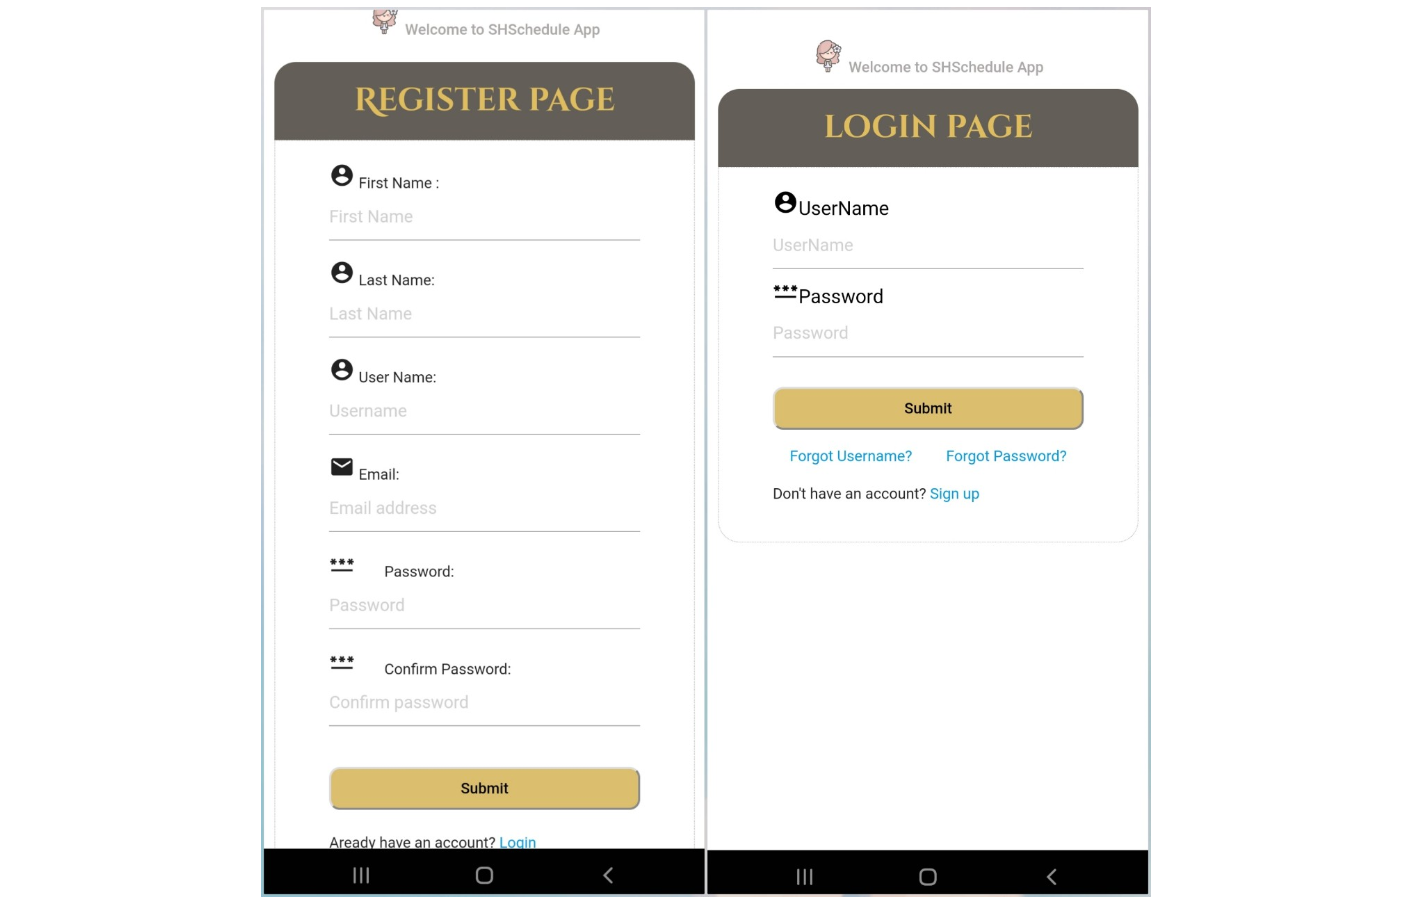 Welcome to SHSchedule App
REGISTER PAGE
First Name :
First Name
Last Name:
Last Name
User Name:
Username
Email:
Email address
***
Password:
Password
***
Confirm Password:
Confirm password
Submit
Aready have an account? Login
Welcome to SHSchedule App
LOGIN PAGE
UserName
UserName
***Password
Password
Submit
Forgot Username? Forgot Password?
Don't have an account? Sign up